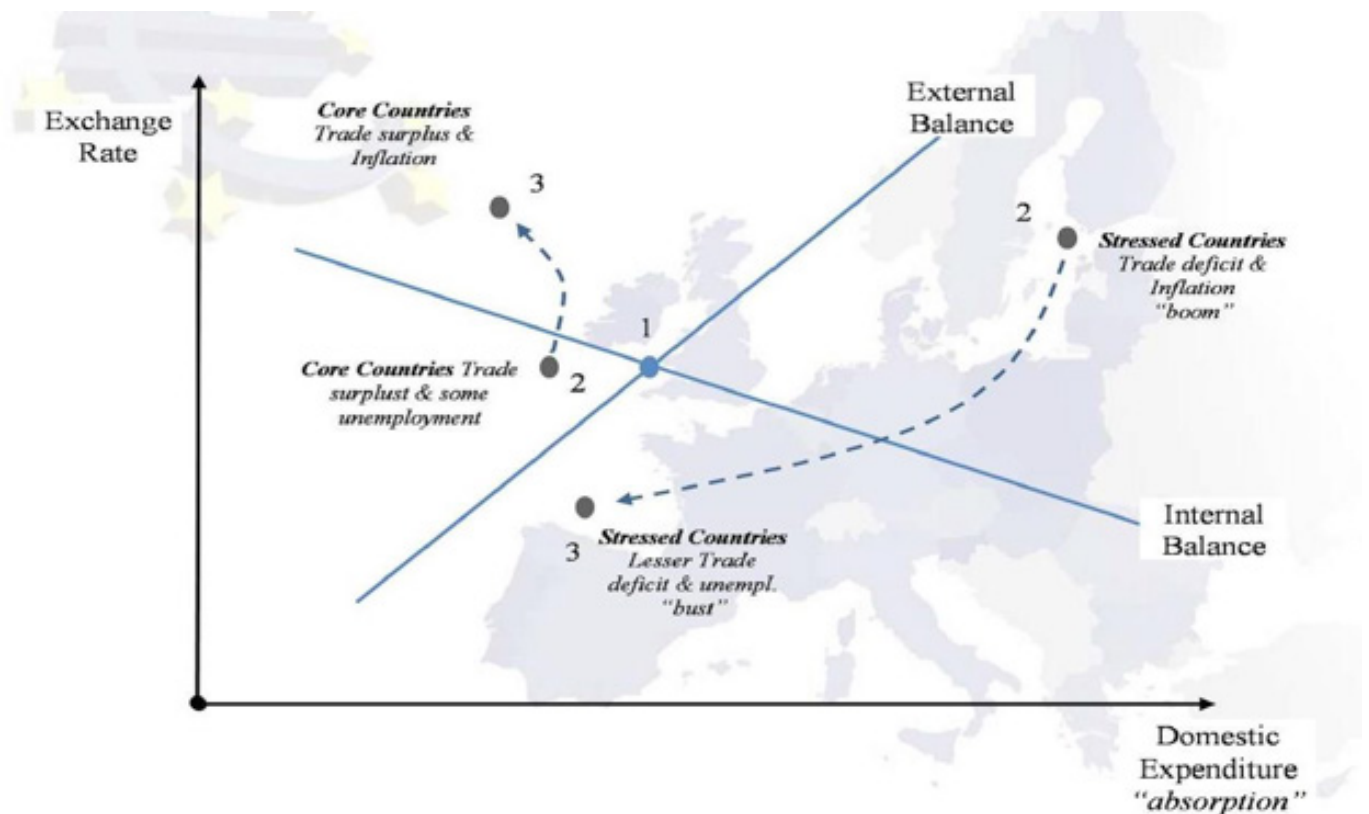 Exchange
Rate
Core Countries
Trade surplus &
Inflation
3
External
Balance
2
Stressed Countries
Trade deficit &
Inflation
“boom”
1
Core Countries Trade
surplust & some
unemployment
2
3
Stressed Countries
Lesser Trade
deficit & unempl.
“bust”
Internal
Balance
Domestic
Expenditure
“absorption”